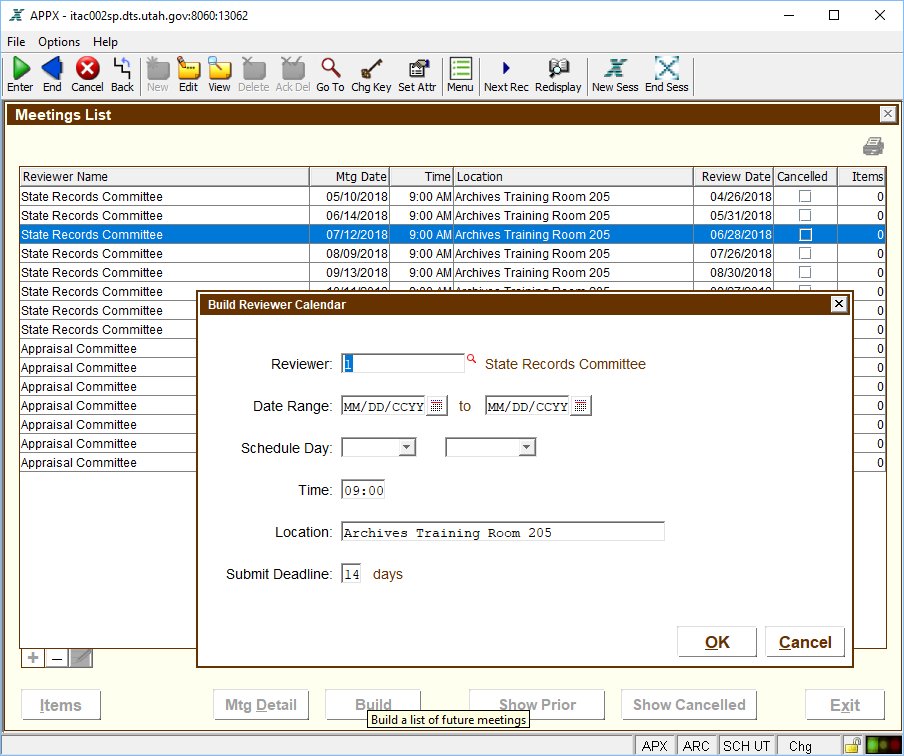 APPX - itac002sp.dts.utah.gov:8060:13062
File Options Help
Enter End Cancel Back New Edit View Delete Ack Del Go To Chg Key Set Attr Menu Next Rec Redisplay New Sess End Sess
Meetings List
Reviewer Name Mtg Date Time Location Review Date Cancelled Items
State Records Committee 05/10/2018 9:00 AM Archives Training Room 205 04/26/2018 0
State Records Committee 06/14/2018 9:00 AM Archives Training Room 205 05/31/2018 0
State Records Committee 07/12/2018 9:00 AM Archives Training Room 205 06/28/2018 0
State Records Committee 08/09/2018 9:00 AM Archives Training Room 205 07/26/2018 0
State Records Committee 09/13/2018 9:00 AM Archives Training Room 205 08/30/2018 0
State Records Committee 0
State Records Committee 0
State Records Committee 0
Appraisal Committee 0
Appraisal Committee 0
Appraisal Committee 0
Appraisal Committee 0
Appraisal Committee 0
Appraisal Committee 0
Appraisal Committee 0
Build Reviewer Calendar
Reviewer: 1 State Records Committee
Date Range: MM/DD/CCYY to MM/DD/CCYY
Schedule Day:
Time: 09:00
Location: Archives Training Room 205
Submit Deadline: 14 days
OK Cancel
Items Mtg Detail Build Show Prior Show Cancelled Exit
Build a list of future meetings
APX ARC SCH UT Chg